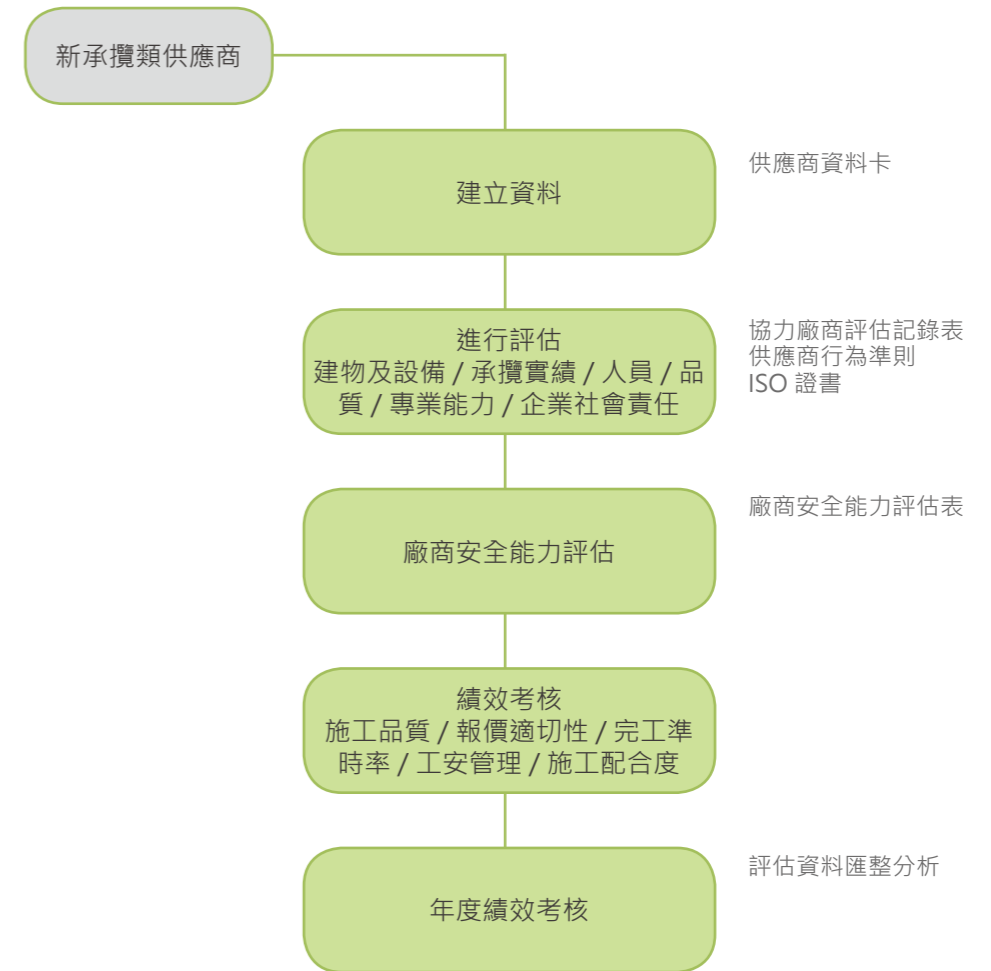 新承攬類供應商
建立資料
供應商資料卡
進行評估
建物及設備 / 承攬實績 / 人員 / 品
質 / 專業能力 / 企業社會責任
協力廠商評估記錄表
供應商行為準則
ISO 證書
廠商安全能力評估
廠商安全能力評估表
績效考核
施工品質 / 報價適切性 / 完工準
時率 / 工安管理 / 施工配合度
年度績效考核
評估資料匯整分析